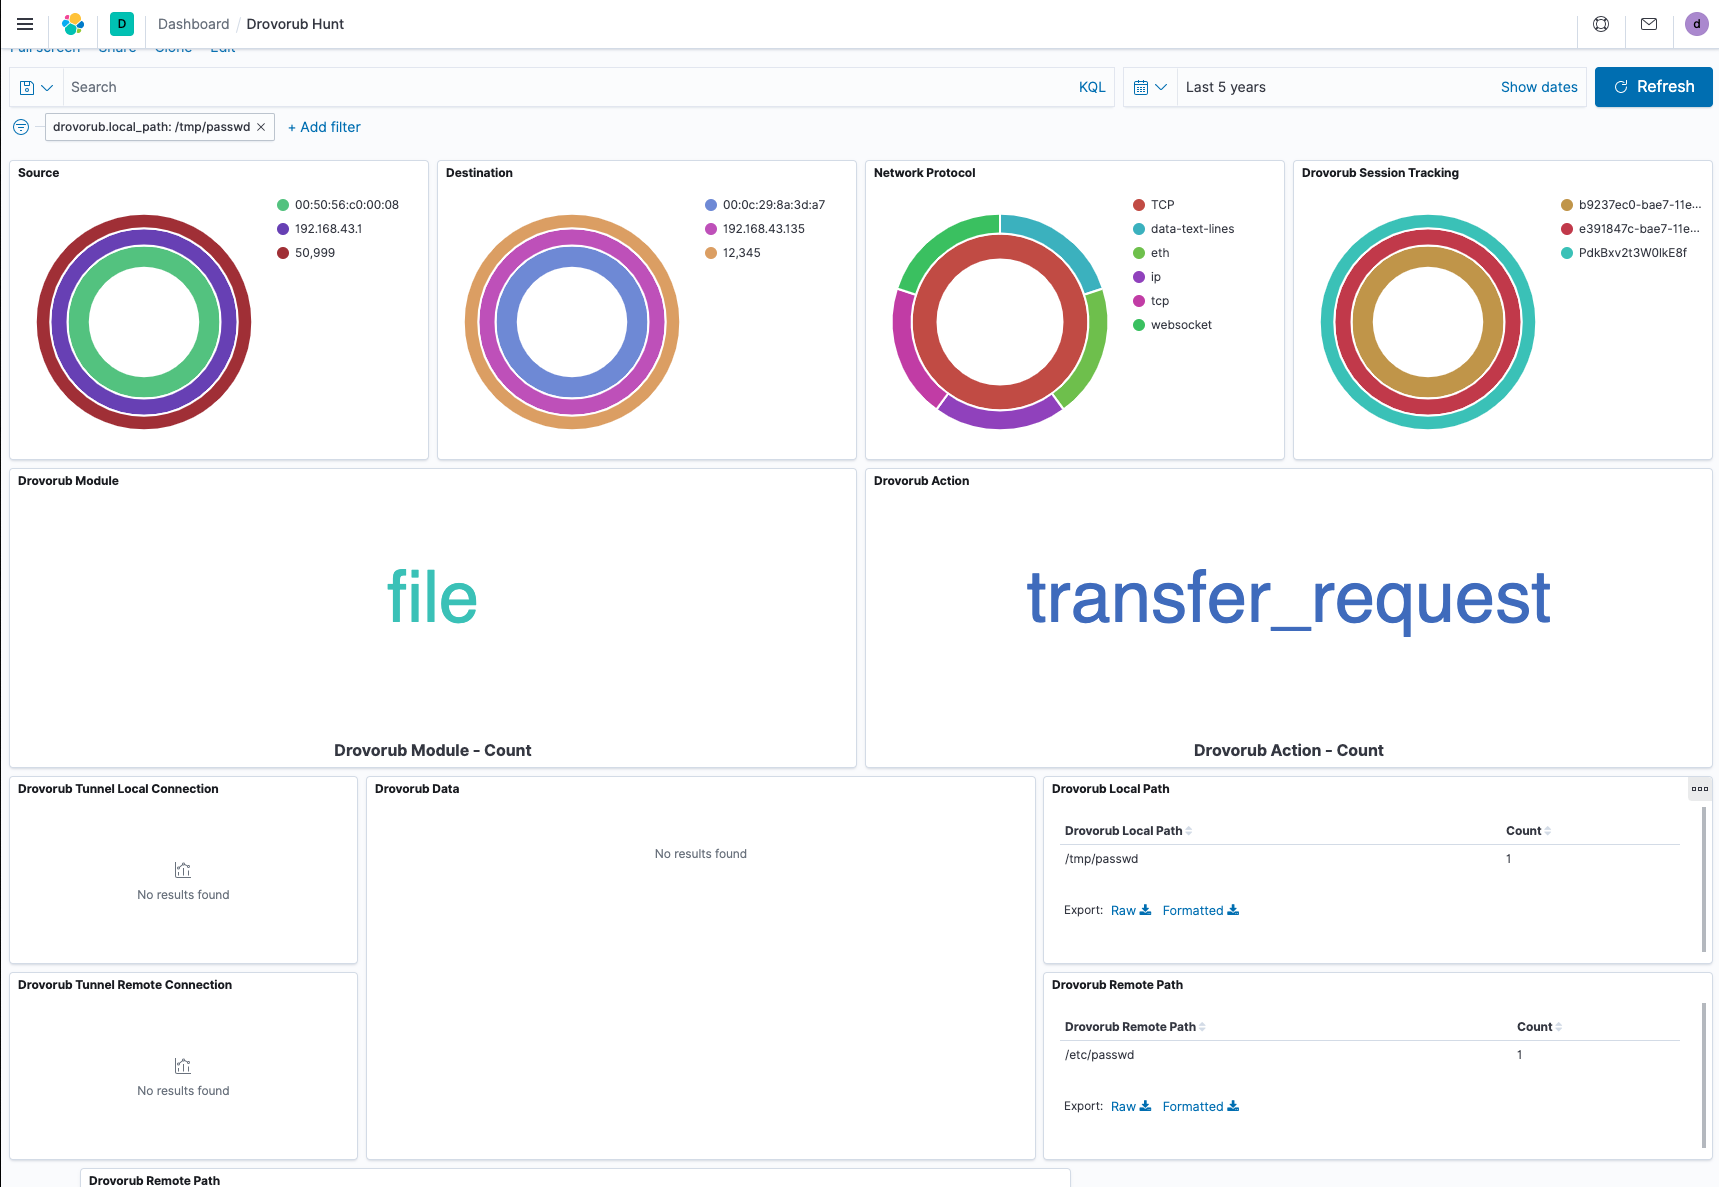 D Dashboard / Drovorub Hunt d
Full screen Share Clone Edit
Search KQL Last 5 years Show dates Refresh
drovorub.local_path: /tmp/passwd × + Add filter
Source
00:50:56:c0:00:08
192.168.43.1
50,999
Destination
00:0c:29:8a:3d:a7
192.168.43.135
12,345
Network Protocol
TCP
data-text-lines
eth
ip
tcp
websocket
Drovorub Session Tracking
b9237ec0-bae7-11e...
e391847c-bae7-11e...
PdkBxv2t3W0lkE8f
Drovorub Module
file
Drovorub Module - Count
Drovorub Action
transfer_request
Drovorub Action - Count
Drovorub Tunnel Local Connection
No results found
Drovorub Data
No results found
Drovorub Local Path
Drovorub Local Path Count
/tmp/passwd 1
Export: Raw Formatted
Drovorub Tunnel Remote Connection
No results found
Drovorub Remote Path
Drovorub Remote Path Count
/etc/passwd 1
Export: Raw Formatted
Drovorub Remote Path